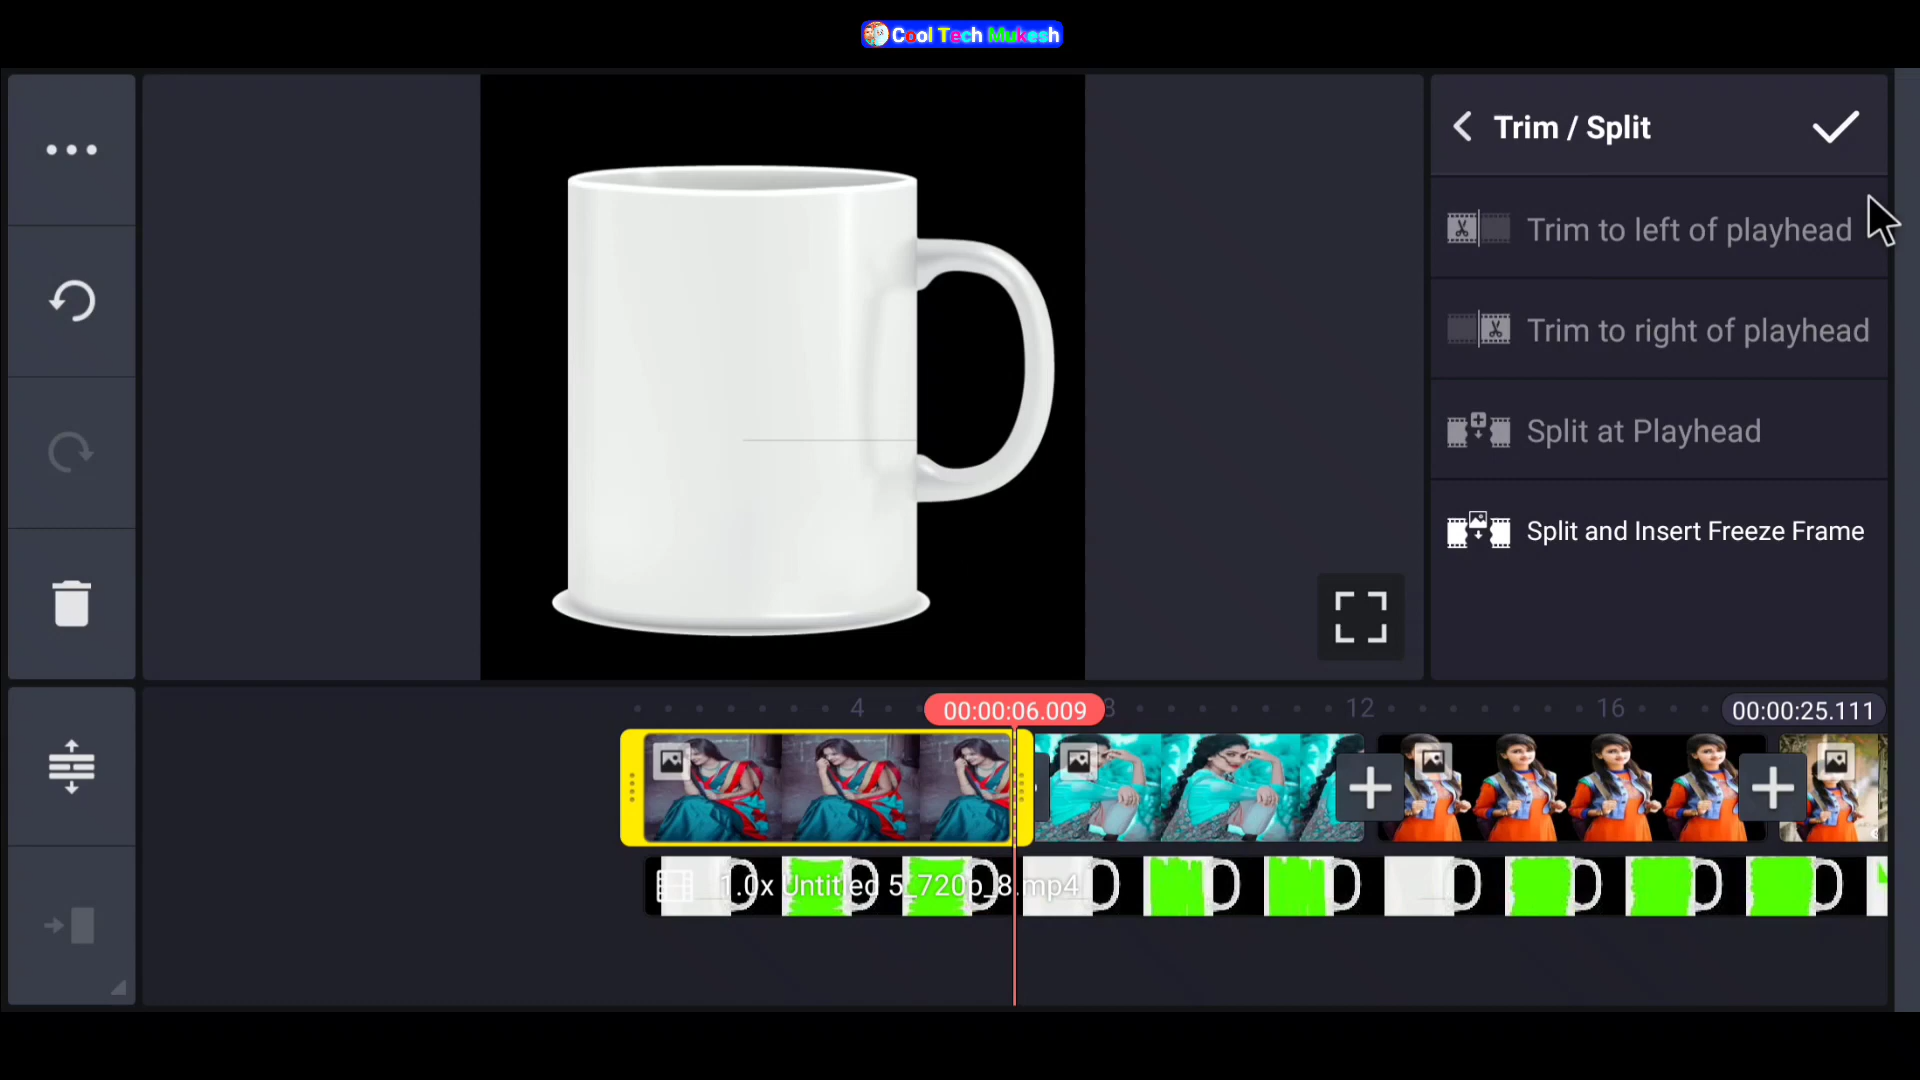 Cool Tech Mukesh
Trim / Split
Trim to left of playhead
Trim to right of playhead
Split at Playhead
Split and Insert Freeze Frame
4
00:00:06.009
8
12
16
00:00:25.111
1.0x Untitled 5_720p_8.mp4